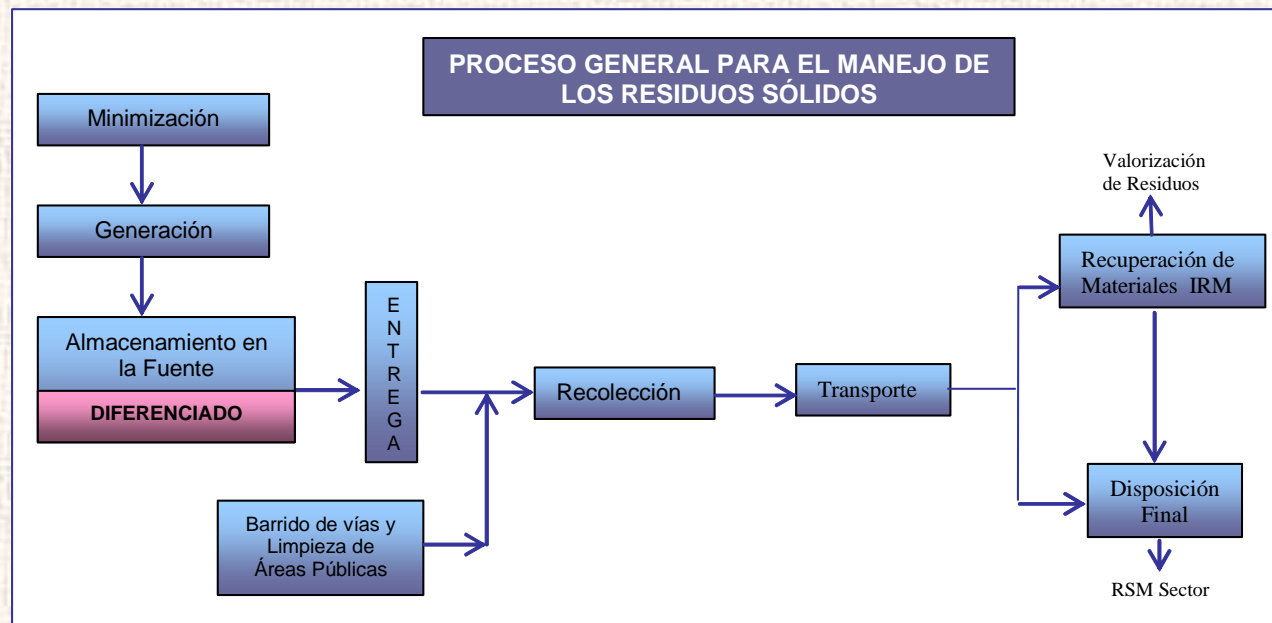 PROCESO GENERAL PARA EL MANEJO DE
LOS RESIDUOS SÓLIDOS
Minimización
Generación
Almacenamiento en
la Fuente
DIFERENCIADO
ENTREGA
Barrido de vías y
Limpieza de
Áreas Públicas
Recolección
Transporte
Valorización
de Residuos
Recuperación de
Materiales IRM
Disposición
Final
RSM Sector